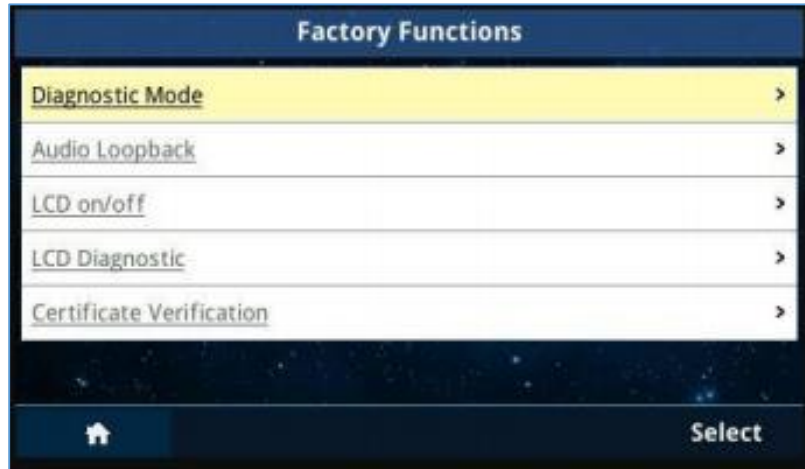 Factory Functions
Diagnostic Mode
Audio Loopback
LCD on/off
LCD Diagnostic
Certificate Verification
Select